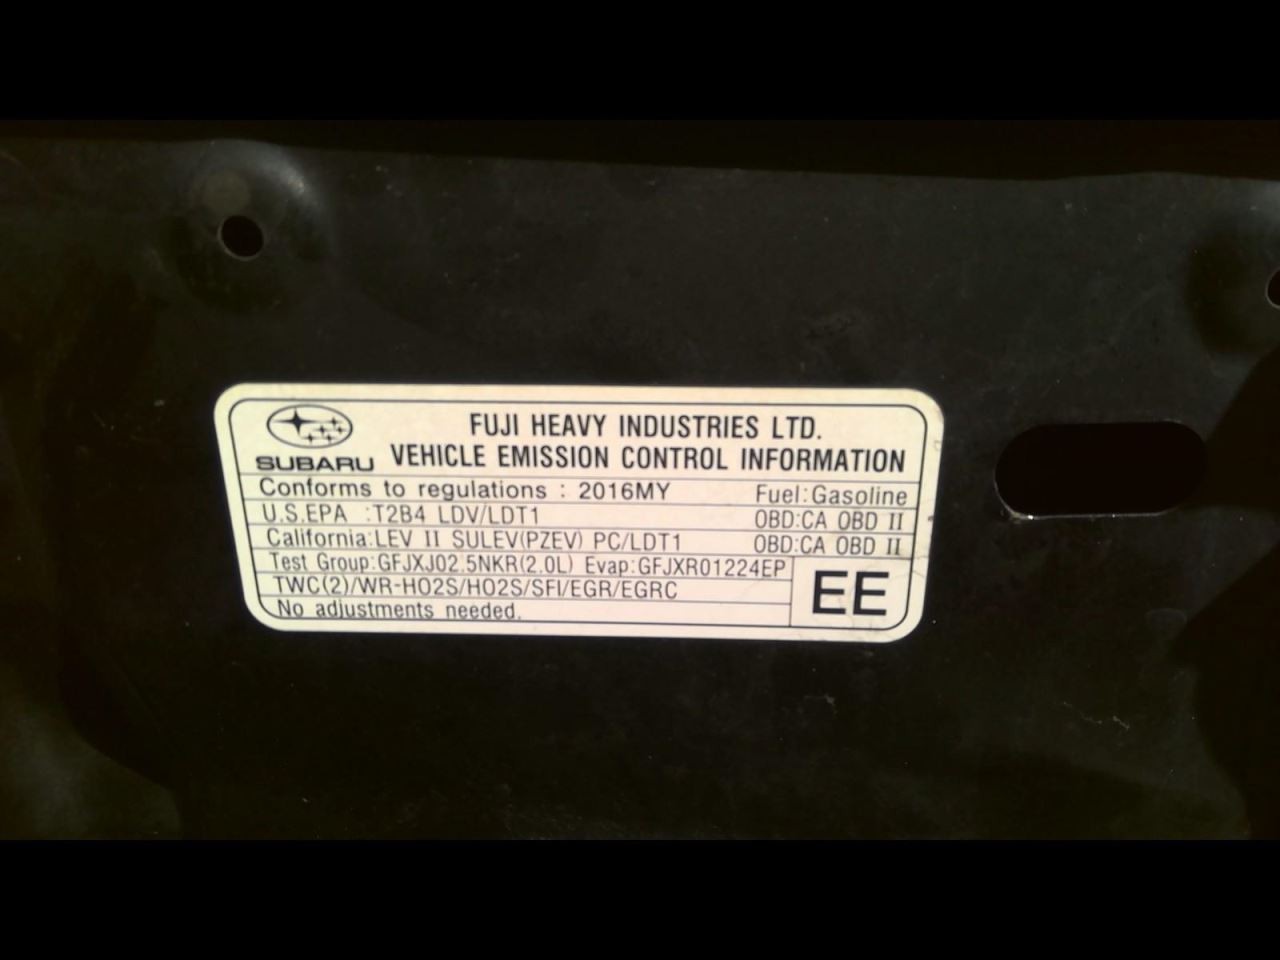 FUJI HEAVY INDUSTRIES LTD.
SUBARU VEHICLE EMISSION CONTROL INFORMATION
Conforms to regulations : 2016MY Fuel:Gasoline
U.S.EPA :T2B4 LDV/LDT1 OBD:CA OBD II
California:LEV II SULEV(PZEV) PC/LDT1 OBD:CA OBD II
Test Group:GFJXJ02.5NKR(2.0L) Evap:GFJXR01224EP
TWC(2)/WR-HO2S/HO2S/SFI/EGR/EGRC
EE
No adjustments needed.